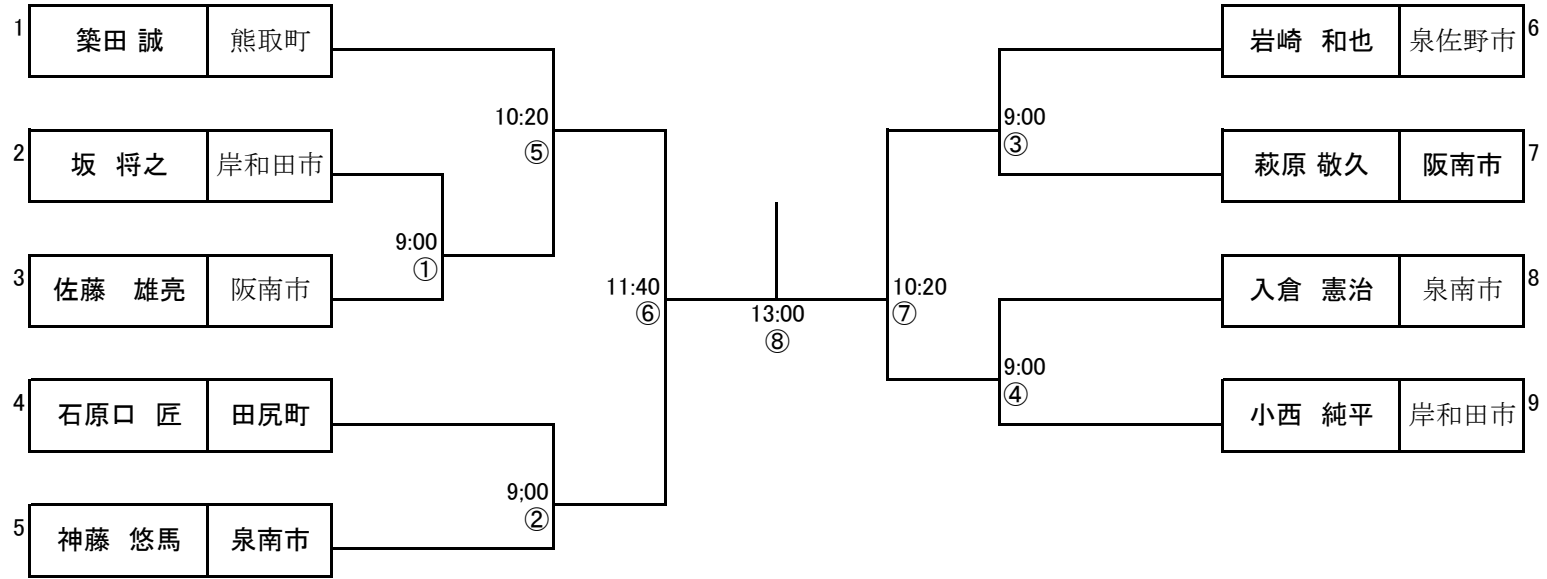 1 築田 誠 熊取町
10:20
⑤
2 坂 将之 岸和田市
9:00
①
3 佐藤 雄亮 阪南市
11:40
⑥
4 石原口 匠 田尻町
9;00
②
5 神藤 悠馬 泉南市
13:00
⑧
岩崎 和也 泉佐野市 6
9:00
③
萩原 敬久 阪南市 7
10:20
⑦
入倉 憲治 泉南市 8
9:00
④
小西 純平 岸和田市 9